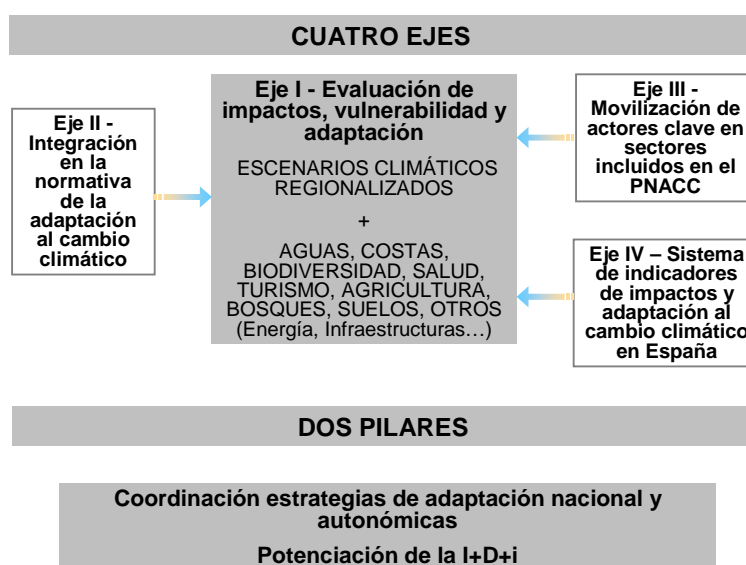 CUATRO EJES
Eje II -
Integración
en la
normativa
de la
adaptación
al cambio
climático
Eje I - Evaluación de
impactos, vulnerabilidad y
adaptación
ESCENARIOS CLIMÁTICOS
REGIONALIZADOS
+
AGUAS, COSTAS,
BIODIVERSIDAD, SALUD,
TURISMO, AGRICULTURA,
BOSQUES, SUELOS, OTROS
(Energía, Infraestructuras…)
Eje III -
Movilización de
actores clave en
sectores
incluidos en el
PNACC
Eje IV – Sistema
de indicadores
de impactos y
adaptación al
cambio climático
en España
DOS PILARES
Coordinación estrategias de adaptación nacional y
autonómicas
Potenciación de la I+D+i